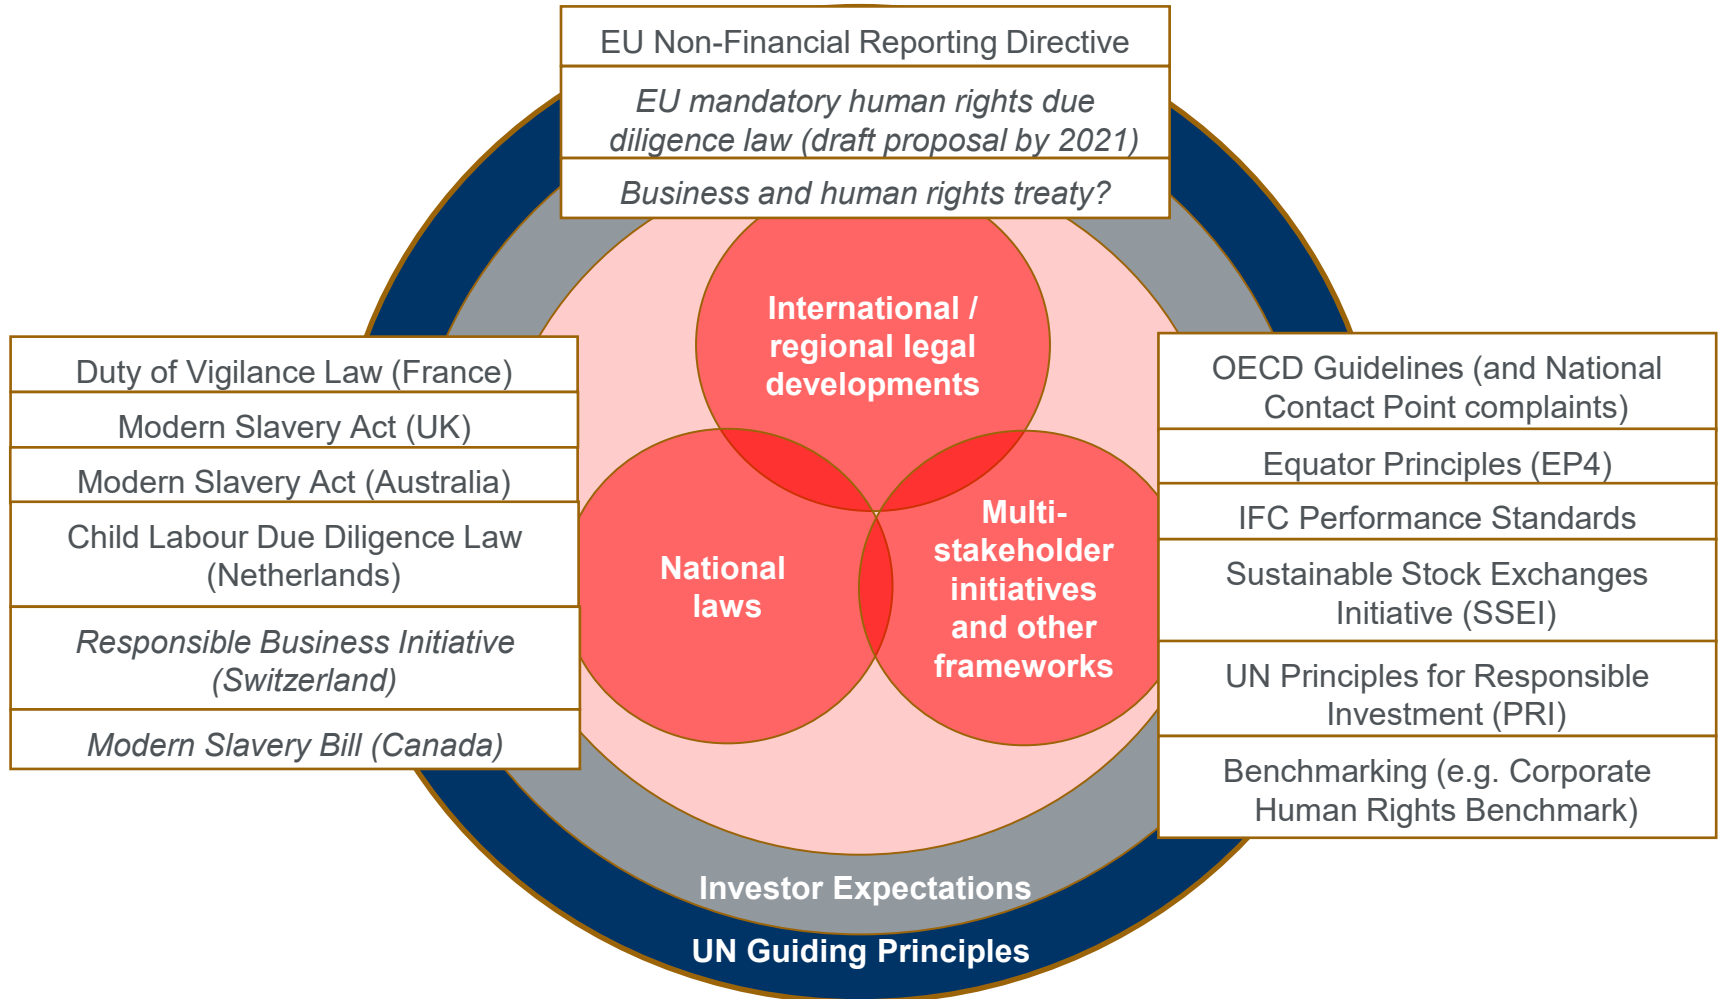 EU Non-Financial Reporting Directive
EU mandatory human rights due
diligence law (draft proposal by 2021)
Business and human rights treaty?
International /
regional legal
developments
Duty of Vigilance Law (France)
Modern Slavery Act (UK)
Modern Slavery Act (Australia)
Child Labour Due Diligence Law
(Netherlands)
Responsible Business Initiative
(Switzerland)
Modern Slavery Bill (Canada)
National
laws
Multi-
stakeholder
initiatives
and other
frameworks
OECD Guidelines (and National
Contact Point complaints)
Equator Principles (EP4)
IFC Performance Standards
Sustainable Stock Exchanges
Initiative (SSEI)
UN Principles for Responsible
Investment (PRI)
Benchmarking (e.g. Corporate
Human Rights Benchmark)
Investor Expectations
UN Guiding Principles